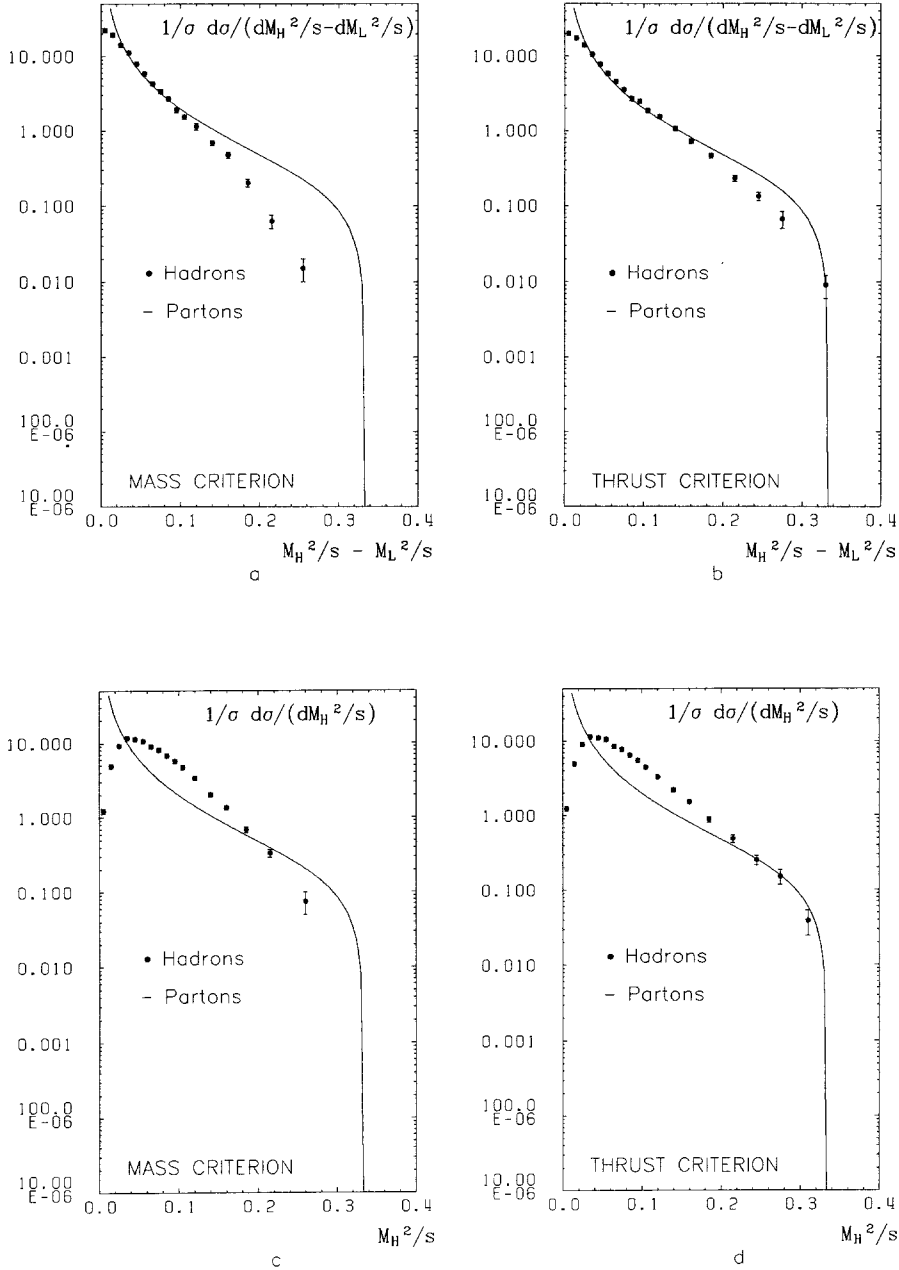 1/σ dσ/(dM_H²/s-dM_L²/s)
10.000
1.000
0.100
0.010
0.001
100.0
E-06
10.00
E-06
● Hadrons
– Partons
MASS CRITERION
0.0 0.1 0.2 0.3 0.4
M_H²/s – M_L²/s
a
1/σ dσ/(dM_H²/s-dM_L²/s)
10.000
1.000
0.100
0.010
0.001
100.0
E-06
10.00
E-06
● Hadrons
– Partons
THRUST CRITERION
0.0 0.1 0.2 0.3 0.4
M_H²/s – M_L²/s
b
1/σ dσ/(dM_H²/s)
10.000
1.000
0.100
0.010
0.001
100.0
E-06
10.00
E-06
● Hadrons
– Partons
MASS CRITERION
0.0 0.1 0.2 0.3 0.4
M_H²/s
c
1/σ dσ/(dM_H²/s)
10.000
1.000
0.100
0.010
0.001
100.0
E-06
10.00
E-06
● Hadrons
– Partons
THRUST CRITERION
0.0 0.1 0.2 0.3 0.4
M_H²/s
d